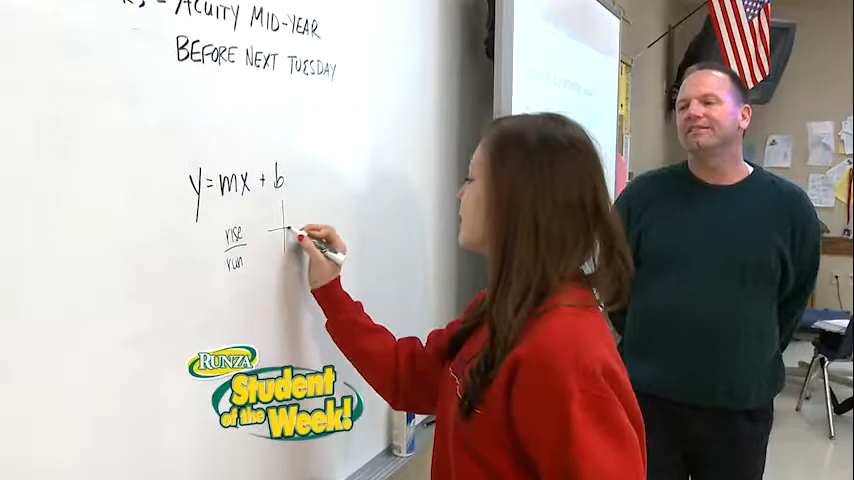 ACUITY MID-YEAR
BEFORE NEXT TUESDAY
y=mx + b
rise
run
RUNZA
Student
of the Week!